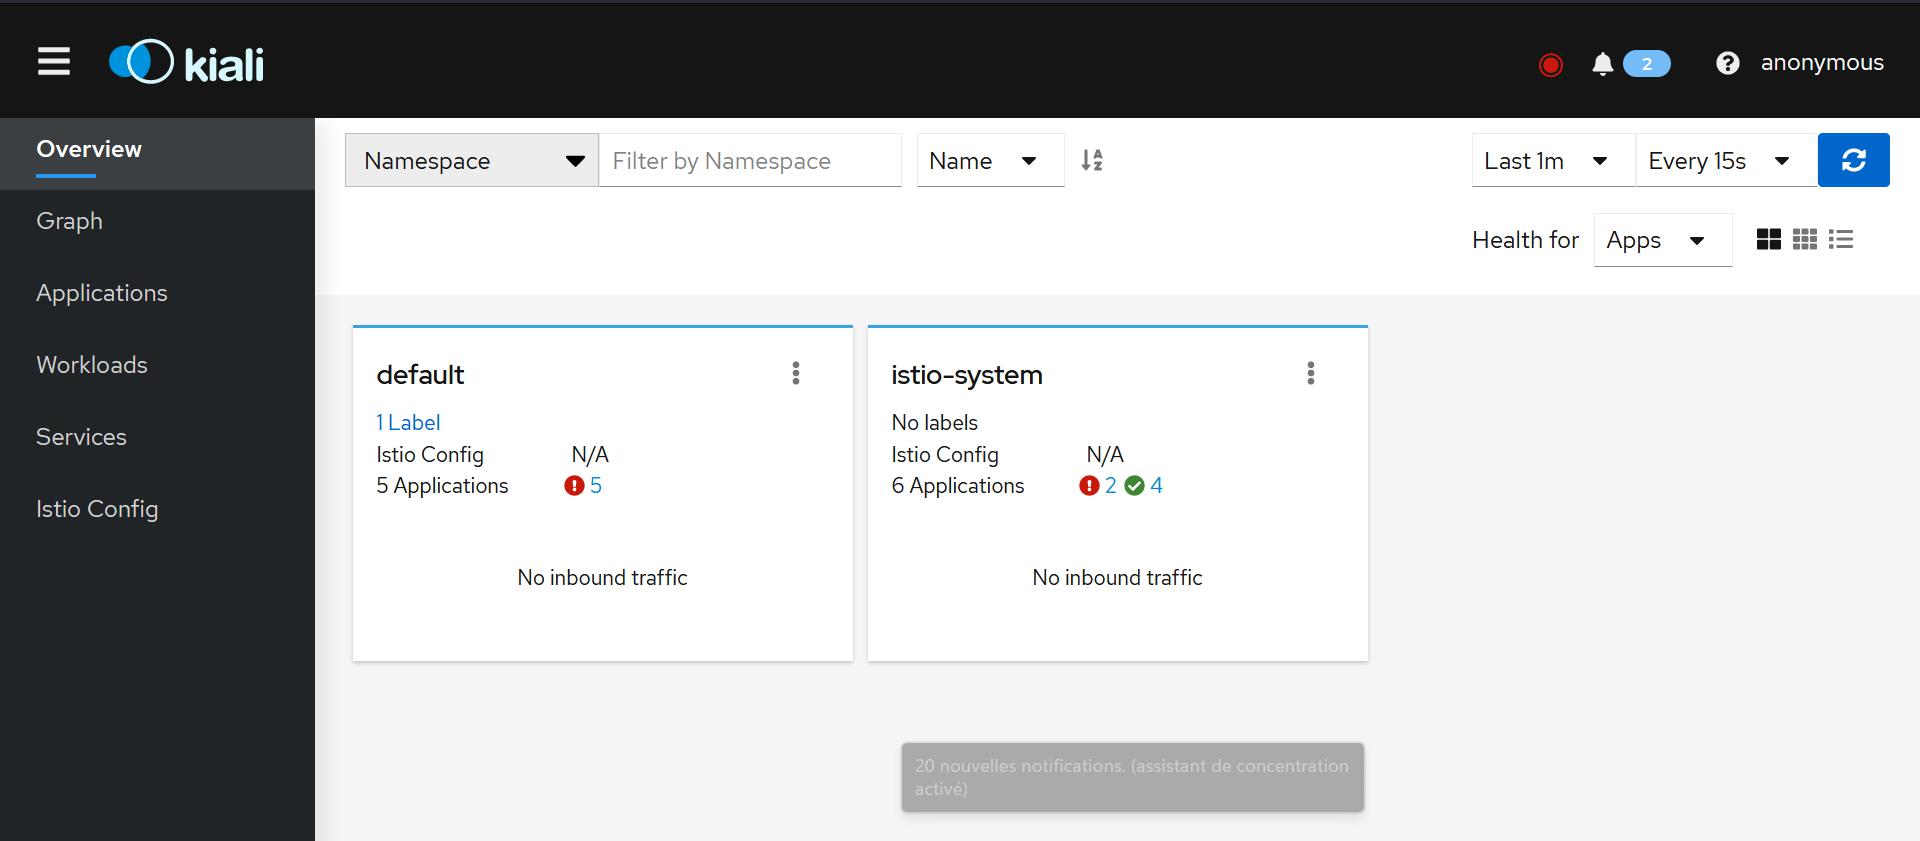 kiali
2
anonymous
Overview
Graph
Applications
Workloads
Services
Istio Config
Namespace
Filter by Namespace
Name
Last 1m
Every 15s
Health for
Apps
default
1 Label
Istio Config N/A
5 Applications 5
No inbound traffic
istio-system
No labels
Istio Config N/A
6 Applications 2 4
No inbound traffic
20 nouvelles notifications. (assistant de concentration
activé)